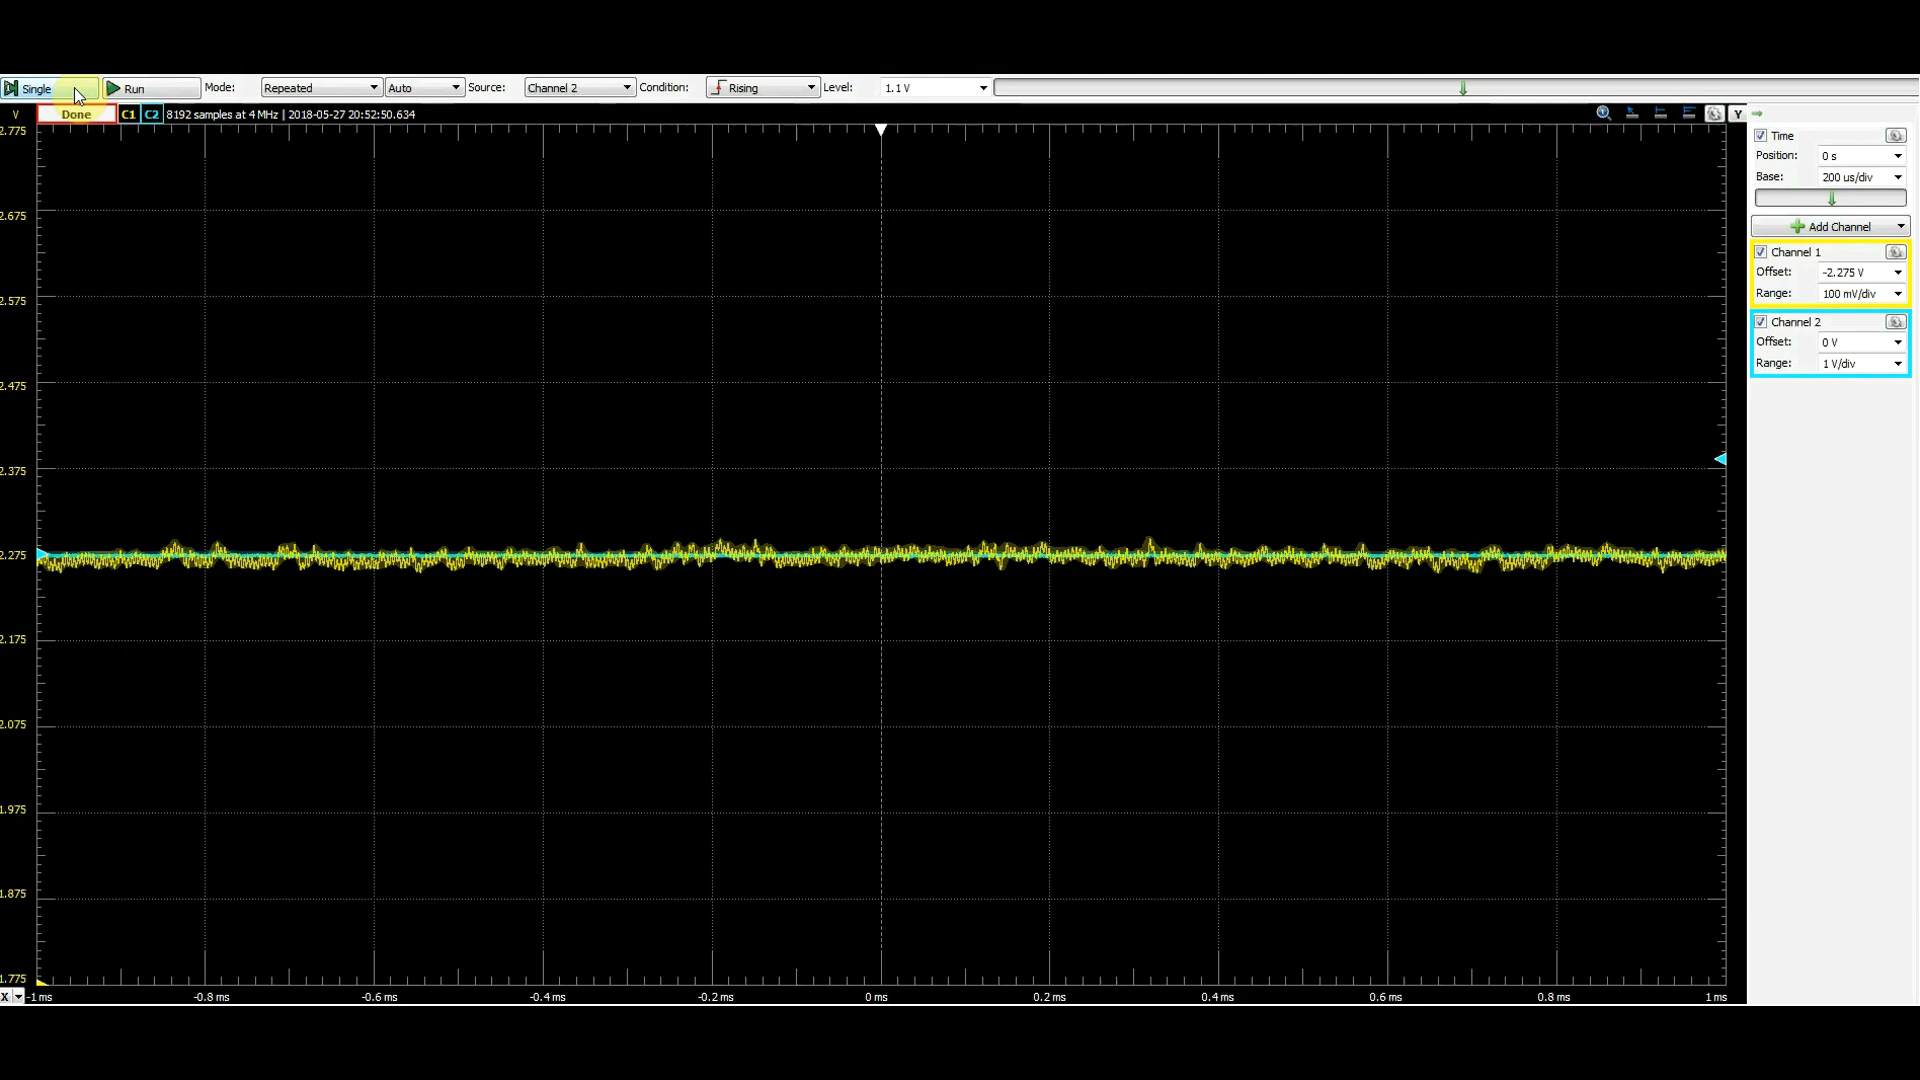 Single Run Mode: Repeated Auto Source: Channel 2 Condition: Rising Level: 1.1 V
V Done C1 C2 8192 samples at 4 MHz | 2018-05-27 20:52:50.634 Y
2.775
2.675
2.575
2.475
2.375
2.275
2.175
2.075
1.975
1.875
1.775
X -1 ms -0.8 ms -0.6 ms -0.4 ms -0.2 ms 0 ms 0.2 ms 0.4 ms 0.6 ms 0.8 ms 1 ms
Time
Position: 0 s
Base: 200 us/div
Add Channel
Channel 1
Offset: -2.275 V
Range: 100 mV/div
Channel 2
Offset: 0 V
Range: 1 V/div